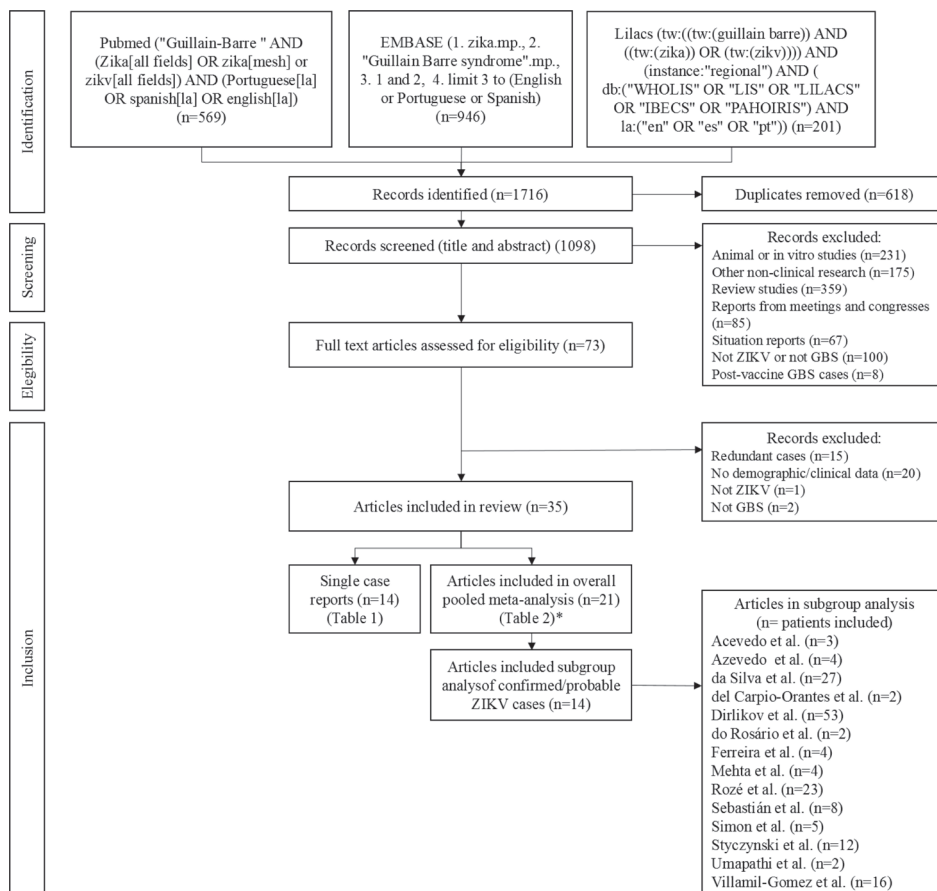 Identification
Pubmed ("Guillain-Barre " AND
(Zika[all fields] OR zika[mesh] or
zikv[all fields]) AND (Portuguese[la]
OR spanish[la] OR english[la])
(n=569)
EMBASE (1. zika.mp., 2.
"Guillain Barre syndrome".mp.,
3. 1 and 2, 4. limit 3 to (English
or Portuguese or Spanish)
(n=946)
Lilacs (tw:((tw:(guillain barre)) AND
((tw:(zika)) OR (tw:(zikv)))) AND
(instance:"regional") AND (
db:("WHOLIS" OR "LIS" OR "LILACS"
OR "IBECS" OR "PAHOIRIS") AND
la:("en" OR "es" OR "pt")) (n=201)
Records identified (n=1716)
Duplicates removed (n=618)
Screening
Records screened (title and abstract) (1098)
Records excluded:
Animal or in vitro studies (n=231)
Other non-clinical research (n=175)
Review studies (n=359)
Reports from meetings and congresses
(n=85)
Situation reports (n=67)
Not ZIKV or not GBS (n=100)
Post-vaccine GBS cases (n=8)
Elegibility
Full text articles assessed for eligibility (n=73)
Inclusion
Records excluded:
Redundant cases (n=15)
No demographic/clinical data (n=20)
Not ZIKV (n=1)
Not GBS (n=2)
Articles included in review (n=35)
Single case
reports (n=14)
(Table 1)
Articles included in overall
pooled meta-analysis (n=21)
(Table 2)*
Articles included subgroup
analysof confirmed/probable
ZIKV cases (n=14)
Articles in subgroup analysis
(n= patients included)
Acevedo et al. (n=3)
Azevedo et al. (n=4)
da Silva et al. (n=27)
del Carpio-Orantes et al. (n=2)
Dirlikov et al. (n=53)
do Rosário et al. (n=2)
Ferreira et al. (n=4)
Mehta et al. (n=4)
Rozé et al. (n=23)
Sebastián et al. (n=8)
Simon et al. (n=5)
Styczynski et al. (n=12)
Umapathi et al. (n=2)
Villamil-Gomez et al. (n=16)